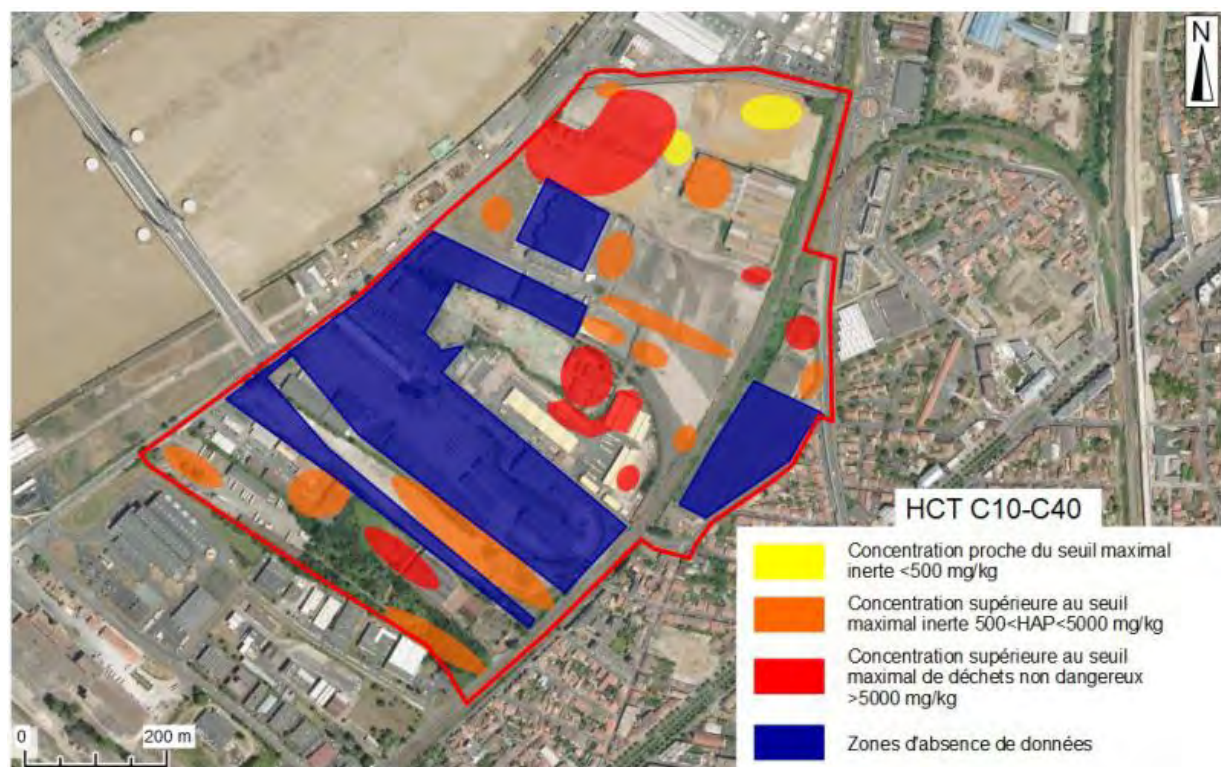 N
HCT C10-C40
Concentration proche du seuil maximal
inerte <500 mg/kg
Concentration supérieure au seuil
maximal inerte 500<HAP<5000 mg/kg
Concentration supérieure au seuil
maximal de déchets non dangereux
>5000 mg/kg
Zones d'absence de données
0 200 m